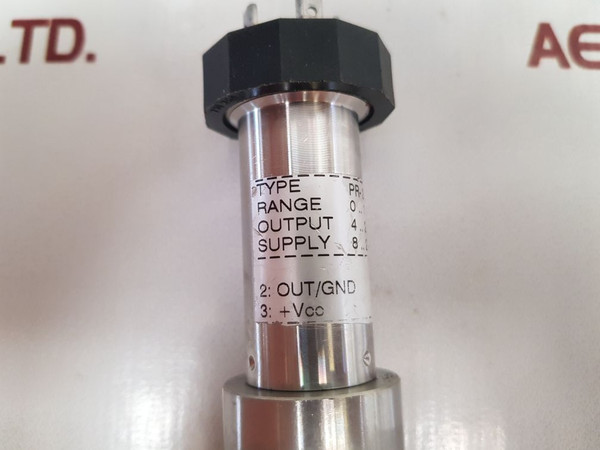 LTD.
AE
TYPE PR-
RANGE 0..
OUTPUT 4..
SUPPLY 8..
2: OUT/GND
3: +Vcc